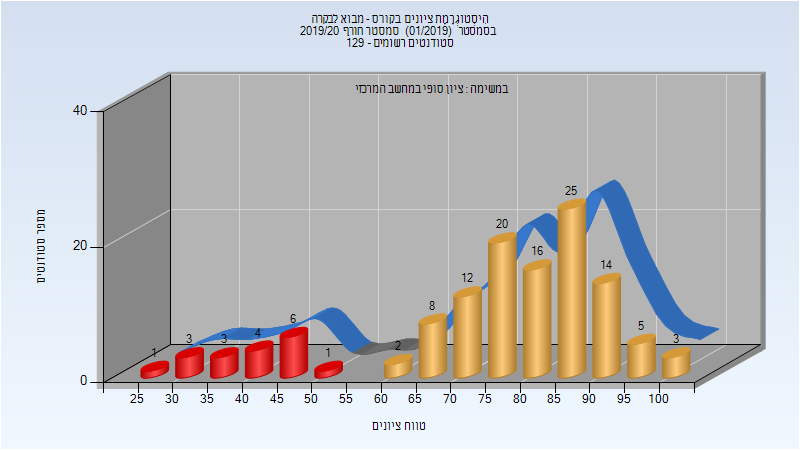 היסטוגרמת ציונים בקורס - מבוא לבקרה
בסמסטר  (01/2019)  סמסטר חורף 2019/20
סטודנטים רשומים - 129
במשימה : ציון סופי במחשב המרכזי
מספר סטודנטים
40
20
0
1
3
3
4
6
1
2
8
12
20
16
25
14
5
3
25 30 35 40 45 50 55 60 65 70 75 80 85 90 95 100
טווח ציונים